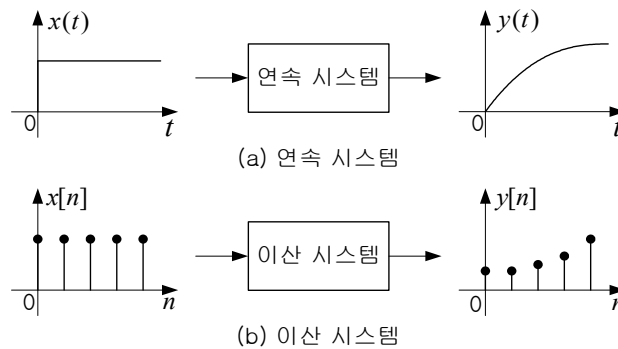 x(t)
0
t
연속 시스템
y(t)
0
t
(a) 연속 시스템
x[n]
0
n
이산 시스템
y[n]
0
n
(b) 이산 시스템